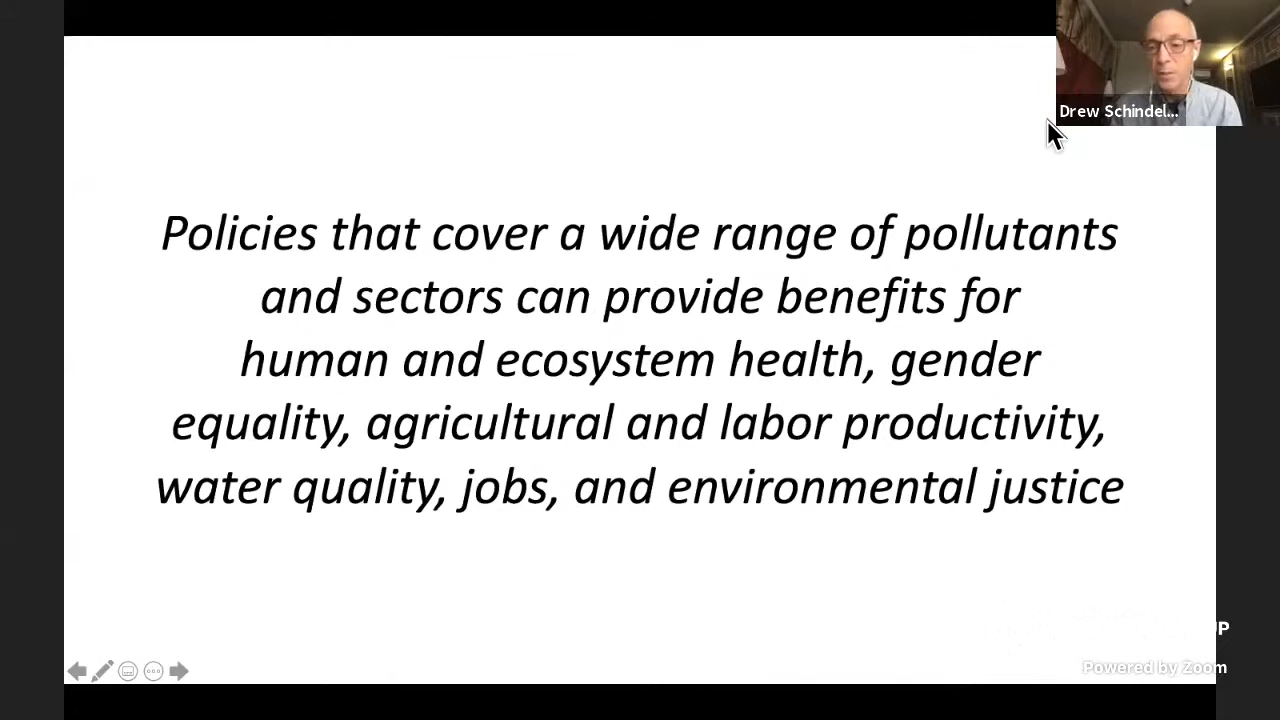 Drew Schindel...
Policies that cover a wide range of pollutants
and sectors can provide benefits for
human and ecosystem health, gender
equality, agricultural and labor productivity,
water quality, jobs, and environmental justice
Powered by Zoom